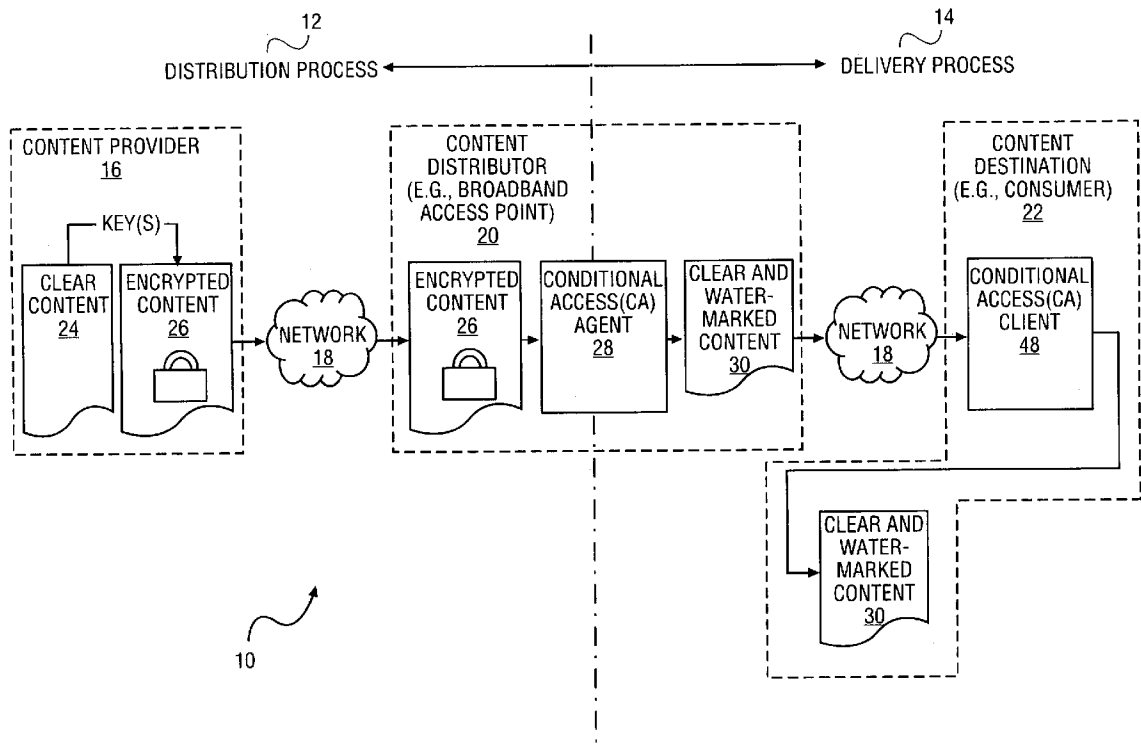 12
DISTRIBUTION PROCESS
14
DELIVERY PROCESS
CONTENT PROVIDER
16
KEY(S)
CLEAR
CONTENT
24
ENCRYPTED
CONTENT
26
NETWORK
18
CONTENT
DISTRIBUTOR
(E.G., BROADBAND
ACCESS POINT)
20
ENCRYPTED
CONTENT
26
CONDITIONAL
ACCESS(CA)
AGENT
28
CLEAR AND
WATER-
MARKED
CONTENT
30
NETWORK
18
CONTENT
DESTINATION
(E.G., CONSUMER)
22
CONDITIONAL
ACCESS(CA)
CLIENT
48
CLEAR AND
WATER-
MARKED
CONTENT
30
10